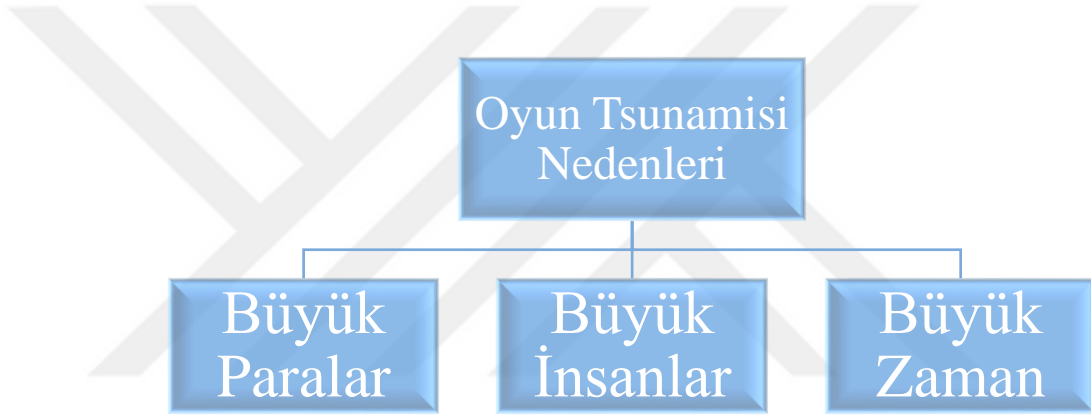 Oyun Tsunamisi
Nedenleri
Büyük
Paralar
Büyük
İnsanlar
Büyük
Zaman